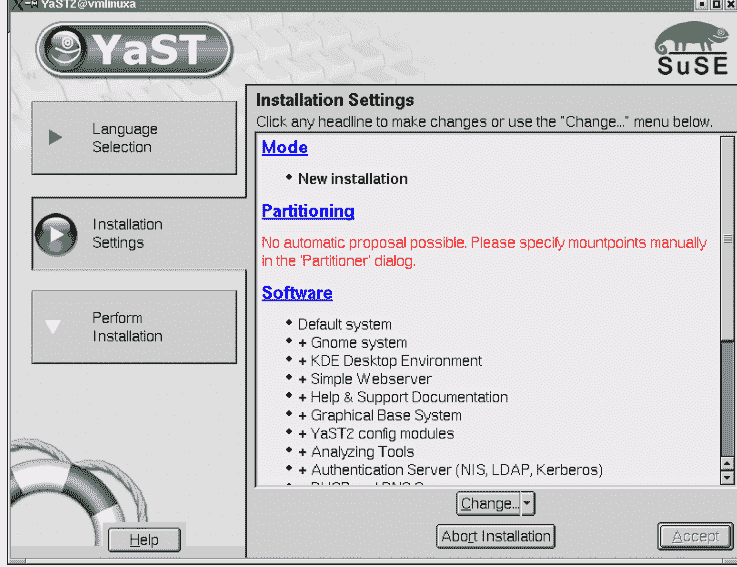 YaST2@vmlinuxa
YaST
SuSE
Language
Selection
Installation
Settings
Perform
Installation
Help
Installation Settings
Click any headline to make changes or use the "Change..." menu below.
Mode
New installation
Partitioning
No automatic proposal possible. Please specify mountpoints manually
in the 'Partitioner' dialog.
Software
Default system
+ Gnome system
+ KDE Desktop Environment
+ Simple Webserver
+ Help & Support Documentation
+ Graphical Base System
+ YaST2 config modules
+ Analyzing Tools
+ Authentication Server (NIS, LDAP, Kerberos)
Change...
Abort Installation
Accept